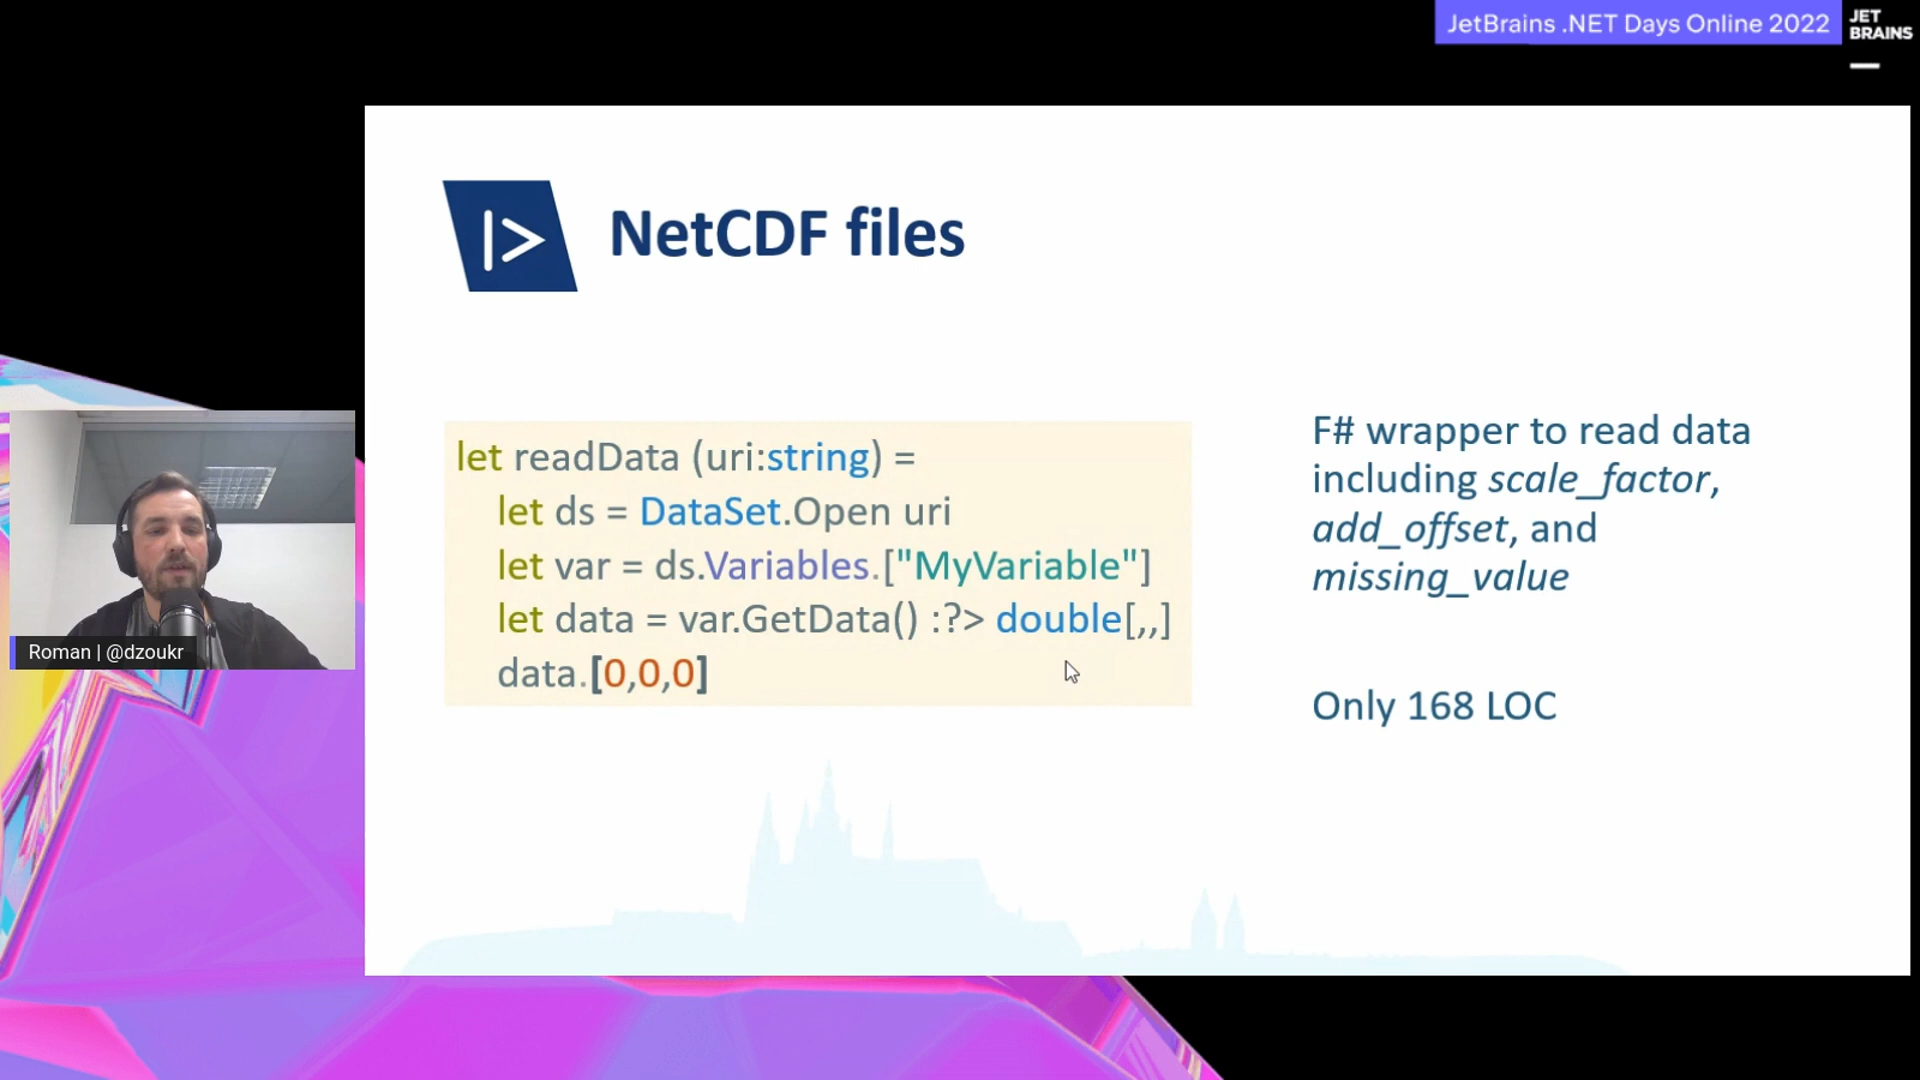 JetBrains .NET Days Online 2022
JET
BRAINS
|> NetCDF files
let readData (uri:string) =
let ds = DataSet.Open uri
let var = ds.Variables.["MyVariable"]
let data = var.GetData() :?> double[,,]
data.[0,0,0]
F# wrapper to read data
including scale_factor,
add_offset, and
missing_value
Only 168 LOC
Roman | @dzoukr